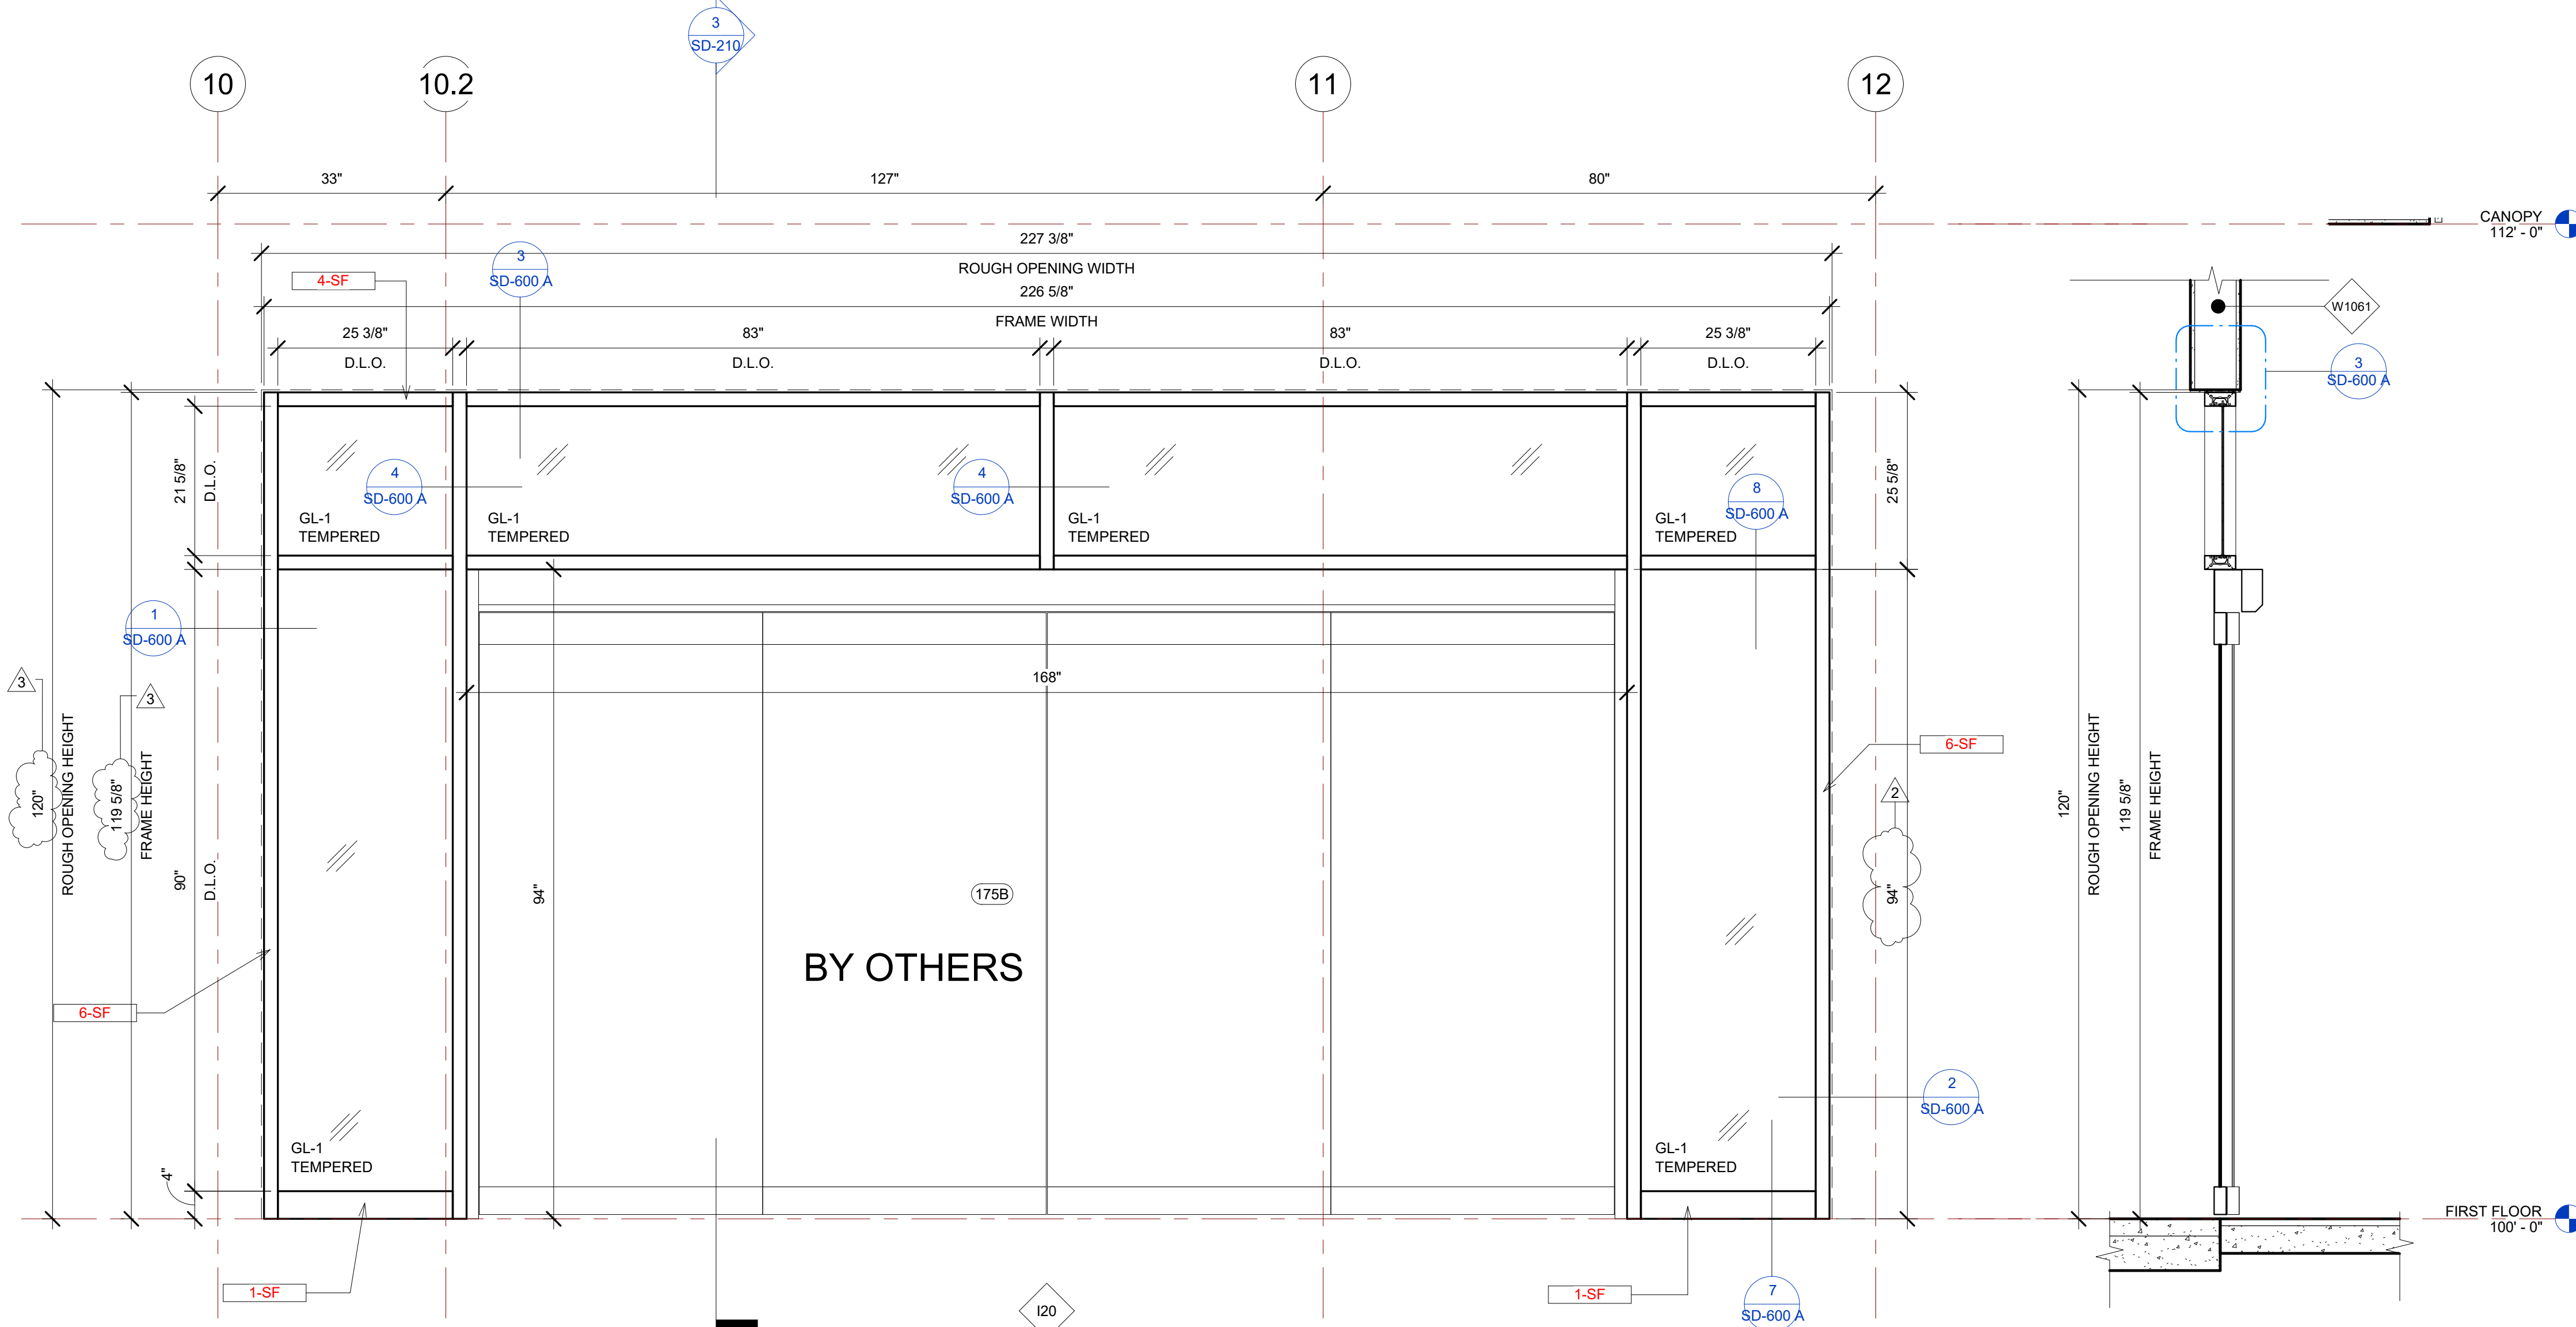 3
SD-210
10
10.2
11
12
33"
127"
80"
CANOPY
112' - 0"
227 3/8"
ROUGH OPENING WIDTH
3
SD-600 A
4-SF
226 5/8"
FRAME WIDTH
W1061
25 3/8"
D.L.O.
83"
D.L.O.
83"
D.L.O.
25 3/8"
D.L.O.
3
SD-600 A
21 5/8"
D.L.O.
4
SD-600 A
4
SD-600 A
8
SD-600 A
25 5/8"
GL-1
TEMPERED
GL-1
TEMPERED
GL-1
TEMPERED
GL-1
TEMPERED
1
SD-600 A
3
3
168"
120"
ROUGH OPENING HEIGHT
119 5/8"
FRAME HEIGHT
90"
D.L.O.
94"
175B
BY OTHERS
6-SF
2
94"
120"
ROUGH OPENING HEIGHT
119 5/8"
FRAME HEIGHT
6-SF
2
SD-600 A
GL-1
TEMPERED
GL-1
TEMPERED
4"
FIRST FLOOR
100' - 0"
1-SF
I20
1-SF
7
SD-600 A